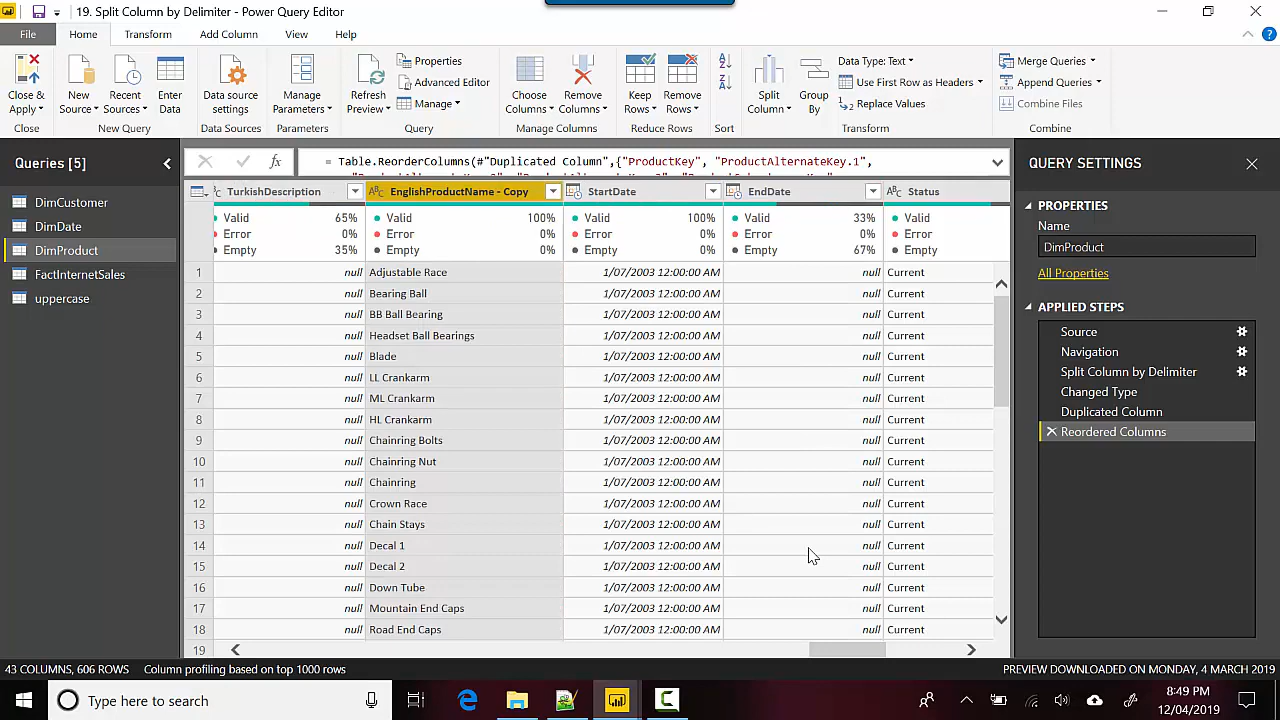 19. Split Column by Delimiter - Power Query Editor
File Home Transform Add Column View Help
Close & Apply
New Source
Recent Sources
Enter Data
Data source settings
Manage Parameters
Refresh Preview
Properties
Advanced Editor
Manage
Choose Columns
Remove Columns
Keep Rows
Remove Rows
Split Column
Group By
Data Type: Text
Use First Row as Headers
Replace Values
Merge Queries
Append Queries
Combine Files
Close New Query Data Sources Parameters Query Manage Columns Reduce Rows Sort Transform Combine
Queries [5]
DimCustomer
DimDate
DimProduct
FactInternetSales
uppercase
fx = Table.ReorderColumns(#"Duplicated Column",{"ProductKey", "ProductAlternateKey.1",
TurkishDescription EnglishProductName - Copy StartDate EndDate Status
Valid 65% Valid 100% Valid 100% Valid 33% Valid
Error 0% Error 0% Error 0% Error 0% Error
Empty 35% Empty 0% Empty 0% Empty 67% Empty
1 null Adjustable Race 1/07/2003 12:00:00 AM null Current
2 null Bearing Ball 1/07/2003 12:00:00 AM null Current
3 null BB Ball Bearing 1/07/2003 12:00:00 AM null Current
4 null Headset Ball Bearings 1/07/2003 12:00:00 AM null Current
5 null Blade 1/07/2003 12:00:00 AM null Current
6 null LL Crankarm 1/07/2003 12:00:00 AM null Current
7 null ML Crankarm 1/07/2003 12:00:00 AM null Current
8 null HL Crankarm 1/07/2003 12:00:00 AM null Current
9 null Chainring Bolts 1/07/2003 12:00:00 AM null Current
10 null Chainring Nut 1/07/2003 12:00:00 AM null Current
11 null Chainring 1/07/2003 12:00:00 AM null Current
12 null Crown Race 1/07/2003 12:00:00 AM null Current
13 null Chain Stays 1/07/2003 12:00:00 AM null Current
14 null Decal 1 1/07/2003 12:00:00 AM null Current
15 null Decal 2 1/07/2003 12:00:00 AM null Current
16 null Down Tube 1/07/2003 12:00:00 AM null Current
17 null Mountain End Caps 1/07/2003 12:00:00 AM null Current
18 null Road End Caps 1/07/2003 12:00:00 AM null Current
19
QUERY SETTINGS
PROPERTIES
Name
DimProduct
All Properties
APPLIED STEPS
Source
Navigation
Split Column by Delimiter
Changed Type
Duplicated Column
Reordered Columns
43 COLUMNS, 606 ROWS Column profiling based on top 1000 rows PREVIEW DOWNLOADED ON MONDAY, 4 MARCH 2019
Type here to search
8:49 PM
12/04/2019